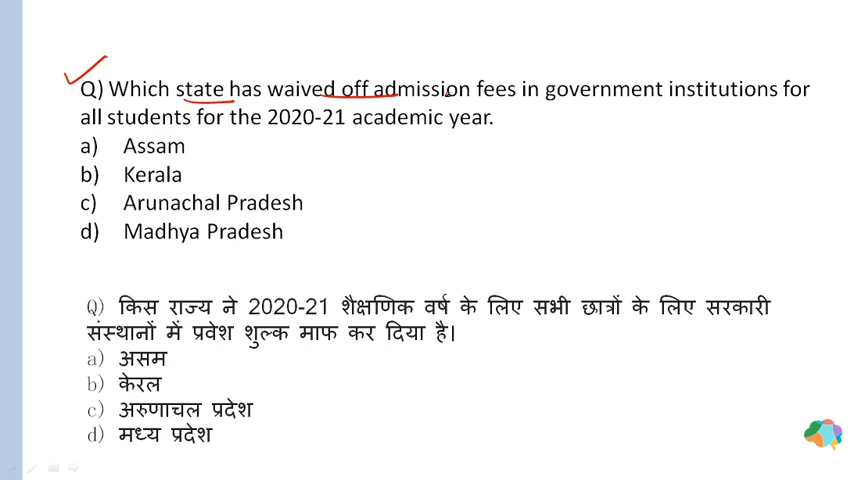 Q) Which state has waived off admission fees in government institutions for
all students for the 2020-21 academic year.
a) Assam
b) Kerala
c) Arunachal Pradesh
d) Madhya Pradesh
Q) किस राज्य ने 2020-21 शैक्षणिक वर्ष के लिए सभी छात्रों के लिए सरकारी
संस्थानों में प्रवेश शुल्क माफ कर दिया है।
a) असम
b) केरल
c) अरुणाचल प्रदेश
d) मध्य प्रदेश